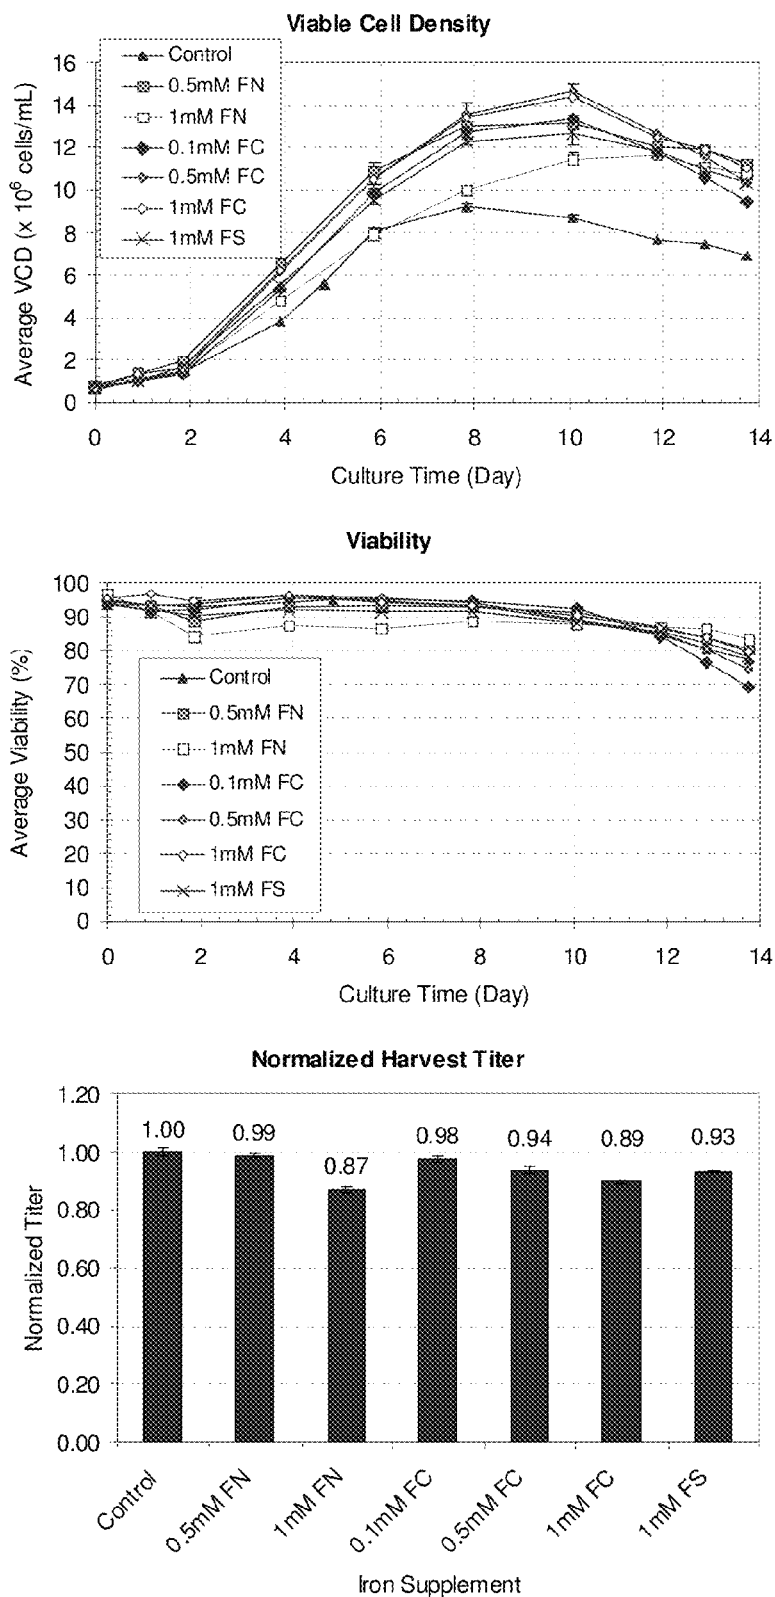 Viable Cell Density
Average VCD (x 10⁶ cells/mL)
16
14
12
10
8
6
4
2
0
Control
0.5mM FN
1mM FN
0.1mM FC
0.5mM FC
1mM FC
1mM FS
0 2 4 6 8 10 12 14
Culture Time (Day)
Viability
Average Viability (%)
100
90
80
70
60
50
40
30
20
10
0
Control
0.5mM FN
1mM FN
0.1mM FC
0.5mM FC
1mM FC
1mM FS
0 2 4 6 8 10 12 14
Culture Time (Day)
Normalized Harvest Titer
Normalized Titer
1.20
1.00
0.80
0.60
0.40
0.20
0.00
1.00 0.99 0.87 0.98 0.94 0.89 0.93
Control 0.5mM FN 1mM FN 0.1mM FC 0.5mM FC 1mM FC 1mM FS
Iron Supplement